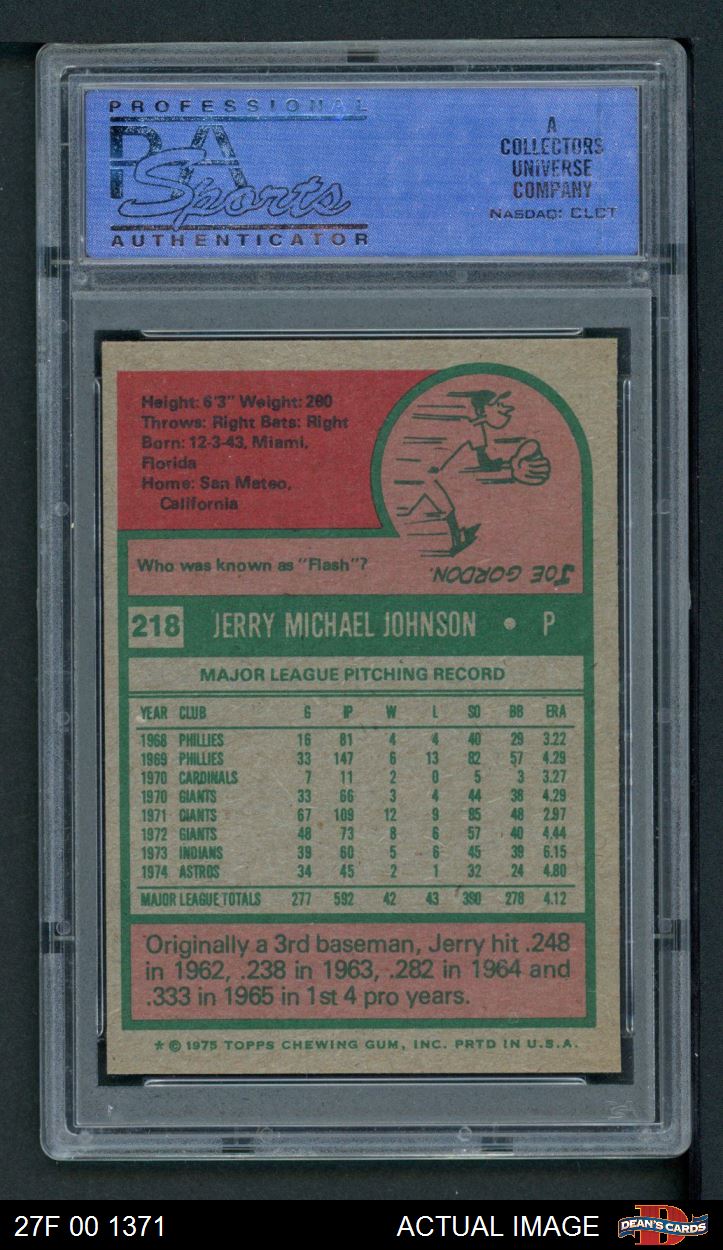 PROFESSIONAL
PSA
Sports
AUTHENTICATOR
A
COLLECTORS
UNIVERSE
COMPANY
NASDAQ: CLCT
Height: 6'3" Weight: 200
Throws: Right Bats: Right
Born: 12-3-43, Miami,
Florida
Home: San Mateo,
California
Who was known as "Flash"?
JOE GORDON.
218 JERRY MICHAEL JOHNSON • P
MAJOR LEAGUE PITCHING RECORD
YEAR CLUB G IP W L SO BB ERA
1968 PHILLIES 16 81 4 4 40 29 3.22
1969 PHILLIES 33 147 6 13 82 57 4.29
1970 CARDINALS 7 11 2 0 5 3 3.27
1970 GIANTS 33 66 3 4 44 38 4.29
1971 GIANTS 67 109 12 9 85 48 2.97
1972 GIANTS 48 73 8 6 57 40 4.44
1973 INDIANS 39 60 5 6 45 39 6.15
1974 ASTROS 34 45 2 1 32 24 4.80
MAJOR LEAGUE TOTALS 277 592 42 43 390 278 4.12
Originally a 3rd baseman, Jerry hit .248
in 1962, .238 in 1963, .282 in 1964 and
.333 in 1965 in 1st 4 pro years.
* © 1975 TOPPS CHEWING GUM, INC. PRTD IN U.S.A.
27F 00 1371 ACTUAL IMAGE DEAN'S CARDS